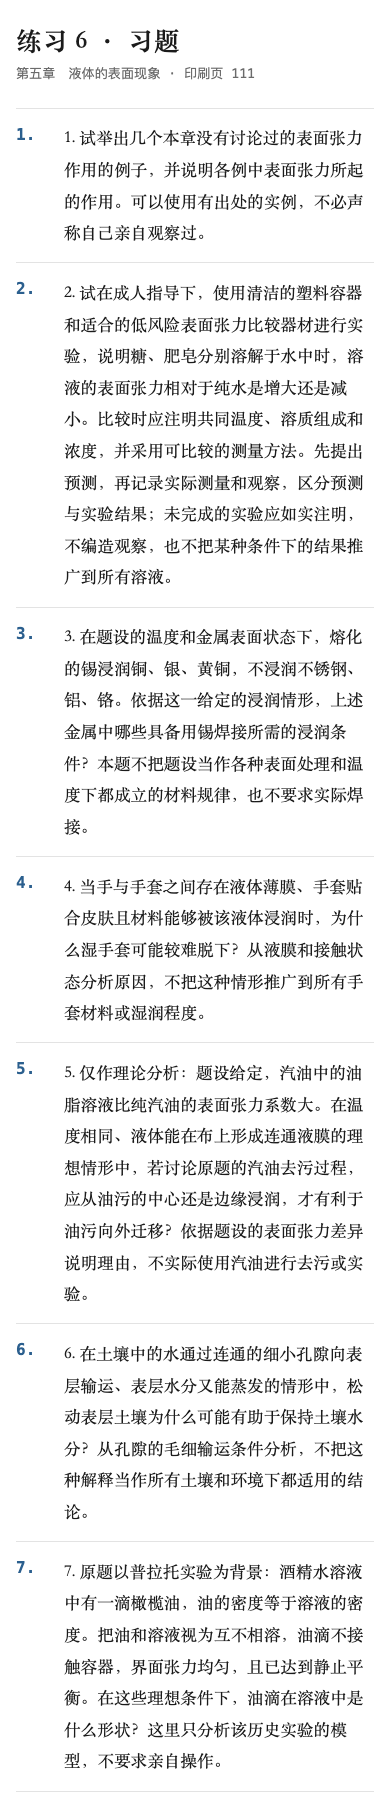 练习 6 · 习题
第五章 液体的表面现象 · 印刷页 111
1. 1. 试举出几个本章没有讨论过的表面张力
作用的例子，并说明各例中表面张力所起
的作用。可以使用有出处的实例，不必声
称自己亲自观察过。
2. 2. 试在成人指导下，使用清洁的塑料容器
和适合的低风险表面张力比较器材进行实
验，说明糖、肥皂分别溶解于水中时，溶
液的表面张力相对于纯水是增大还是减
小。比较时应注明共同温度、溶质组成和
浓度，并采用可比较的测量方法。先提出
预测，再记录实际测量和观察，区分预测
与实验结果；未完成的实验应如实注明，
不编造观察，也不把某种条件下的结果推
广到所有溶液。
3. 3. 在题设的温度和金属表面状态下，熔化
的锡浸润铜、银、黄铜，不浸润不锈钢、
铝、铬。依据这一给定的浸润情形，上述
金属中哪些具备用锡焊接所需的浸润条
件？本题不把题设当作各种表面处理和温
度下都成立的材料规律，也不要求实际焊
接。
4. 4. 当手与手套之间存在液体薄膜、手套贴
合皮肤且材料能够被该液体浸润时，为什
么湿手套可能较难脱下？从液膜和接触状
态分析原因，不把这种情形推广到所有手
套材料或湿润程度。
5. 5. 仅作理论分析：题设给定，汽油中的油
脂溶液比纯汽油的表面张力系数大。在温
度相同、液体能在布上形成连通液膜的理
想情形中，若讨论原题的汽油去污过程，
应从油污的中心还是边缘浸润，才有利于
油污向外迁移？依据题设的表面张力差异
说明理由，不实际使用汽油进行去污或实
验。
6. 6. 在土壤中的水通过连通的细小孔隙向表
层输运、表层水分又能蒸发的情形中，松
动表层土壤为什么可能有助于保持土壤水
分？从孔隙的毛细输运条件分析，不把这
种解释当作所有土壤和环境下都适用的结
论。
7. 7. 原题以普拉托实验为背景：酒精水溶液
中有一滴橄榄油，油的密度等于溶液的密
度。把油和溶液视为互不相溶，油滴不接
触容器，界面张力均匀，且已达到静止平
衡。在这些理想条件下，油滴在溶液中是
什么形状？这里只分析该历史实验的模
型，不要求亲自操作。